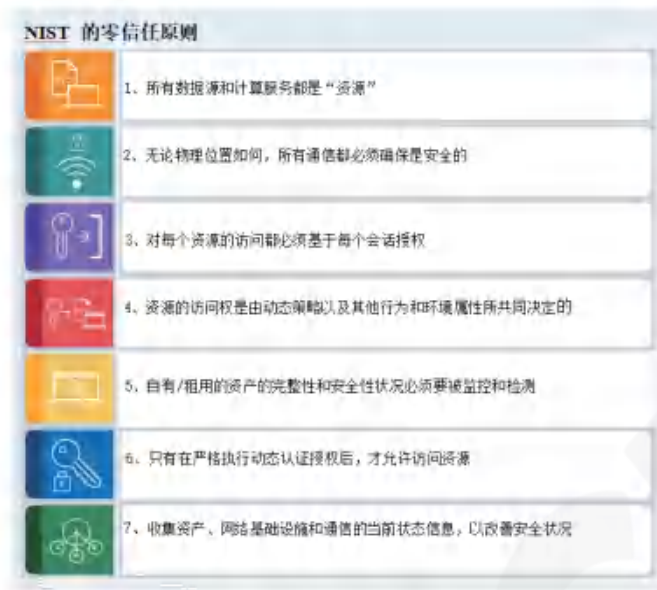 NIST 的零信任原则
1、所有数据源和计算服务都是“资源”
2、无论物理位置如何，所有通信都必须确保是安全的
3、对每个资源的访问都必须基于每个会话授权
4、资源的访问权是由动态策略以及其他行为和环境属性所共同决定的
5、自有/租用的资产的完整性和安全性状况必须要被监控和检测
6、只有在严格执行动态认证授权后，才允许访问资源
7、收集资产、网络基础设施和通信的当前状态信息，以改善安全状况